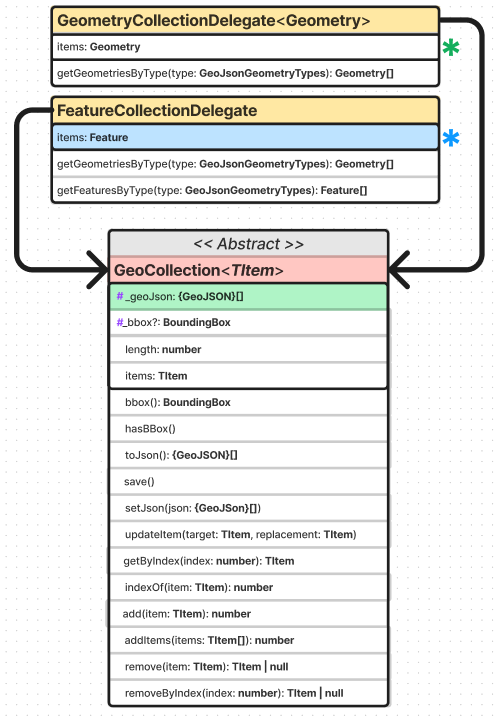 GeometryCollectionDelegate<Geometry>
items: Geometry
getGeometriesByType(type: GeoJsonGeometryTypes): Geometry[]
FeatureCollectionDelegate
items: Feature
getGeometriesByType(type: GeoJsonGeometryTypes): Geometry[]
getFeaturesByType(type: GeoJsonGeometryTypes): Feature[]
<< Abstract >>
GeoCollection<TItem>
# _geoJson: {GeoJSON}[]
#_bbox?: BoundingBox
length: number
items: TItem
bbox(): BoundingBox
hasBBox()
toJson(): {GeoJSON}[]
save()
setJson(json: {GeoJSon}[])
updateItem(target: TItem, replacement: TItem)
getByIndex(index: number): TItem
indexOf(item: TItem): number
add(item: TItem): number
addItems(items: TItem[]): number
remove(item: TItem): TItem | null
removeByIndex(index: number): TItem | null